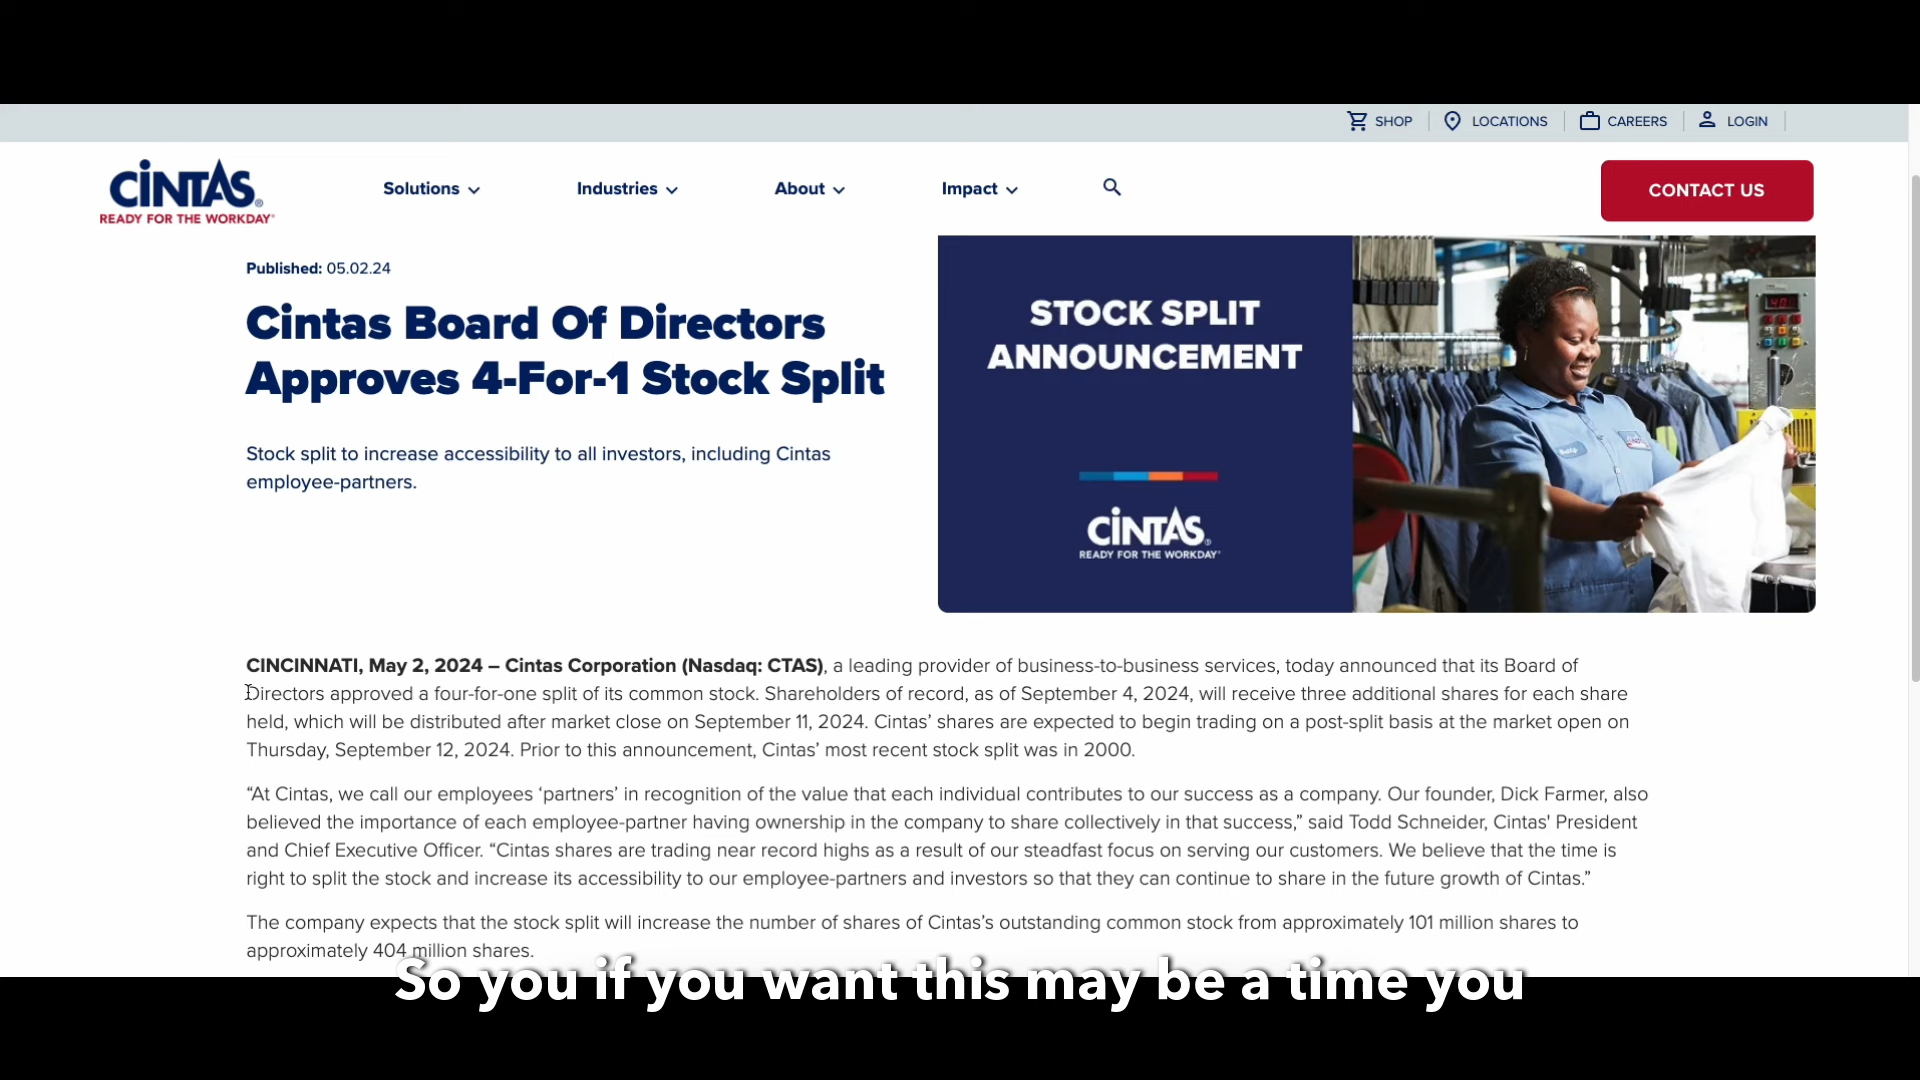 SHOP
LOCATIONS
CAREERS
LOGIN
CINTAS®
READY FOR THE WORKDAY®
Solutions
Industries
About
Impact
CONTACT US
Published: 05.02.24
Cintas Board Of Directors
Approves 4-For-1 Stock Split
Stock split to increase accessibility to all investors, including Cintas
employee-partners.
STOCK SPLIT
ANNOUNCEMENT
CINTAS®
READY FOR THE WORKDAY®
CINCINNATI, May 2, 2024 – Cintas Corporation (Nasdaq: CTAS), a leading provider of business-to-business services, today announced that its Board of
Directors approved a four-for-one split of its common stock. Shareholders of record, as of September 4, 2024, will receive three additional shares for each share
held, which will be distributed after market close on September 11, 2024. Cintas’ shares are expected to begin trading on a post-split basis at the market open on
Thursday, September 12, 2024. Prior to this announcement, Cintas’ most recent stock split was in 2000.
“At Cintas, we call our employees ‘partners’ in recognition of the value that each individual contributes to our success as a company. Our founder, Dick Farmer, also
believed the importance of each employee-partner having ownership in the company to share collectively in that success,” said Todd Schneider, Cintas' President
and Chief Executive Officer. “Cintas shares are trading near record highs as a result of our steadfast focus on serving our customers. We believe that the time is
right to split the stock and increase its accessibility to our employee-partners and investors so that they can continue to share in the future growth of Cintas.”
The company expects that the stock split will increase the number of shares of Cintas’s outstanding common stock from approximately 101 million shares to
approximately 404 million shares.
So you if you want this may be a time you